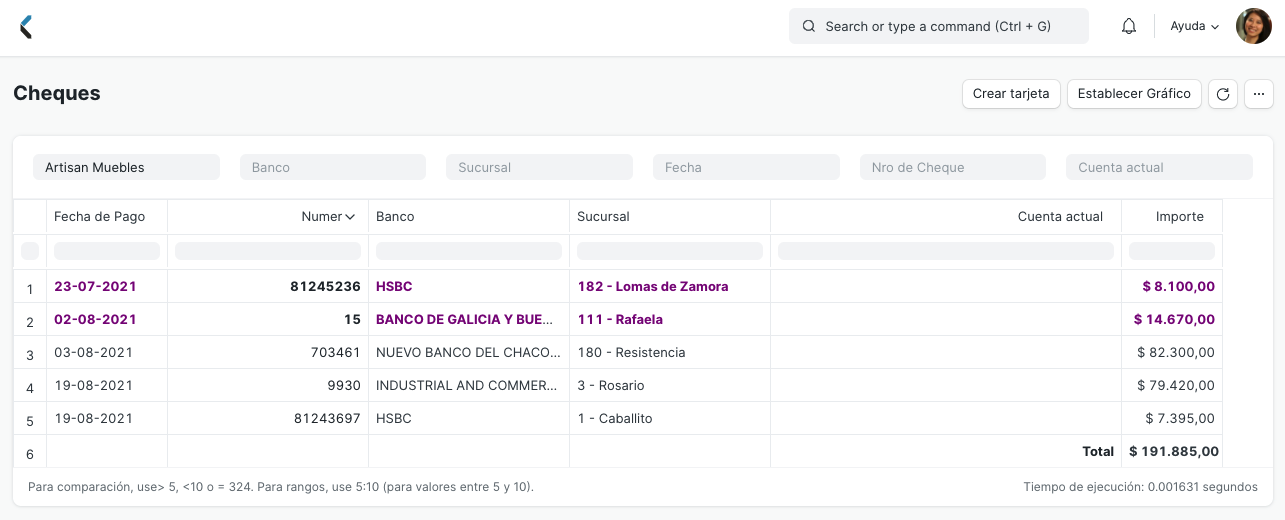 Search or type a command (Ctrl + G)
Ayuda
Cheques
Crear tarjeta
Establecer Gráfico
...
Artisan Muebles
Banco
Sucursal
Fecha
Nro de Cheque
Cuenta actual
Fecha de Pago Numer Banco Sucursal Cuenta actual Importe
1 23-07-2021 81245236 HSBC 182 - Lomas de Zamora $ 8.100,00
2 02-08-2021 15 BANCO DE GALICIA Y BUE... 111 - Rafaela $ 14.670,00
3 03-08-2021 703461 NUEVO BANCO DEL CHACO... 180 - Resistencia $ 82.300,00
4 19-08-2021 9930 INDUSTRIAL AND COMMER... 3 - Rosario $ 79.420,00
5 19-08-2021 81243697 HSBC 1 - Caballito $ 7.395,00
6 Total $ 191.885,00
Para comparación, use> 5, <10 o = 324. Para rangos, use 5:10 (para valores entre 5 y 10).
Tiempo de ejecución: 0.001631 segundos